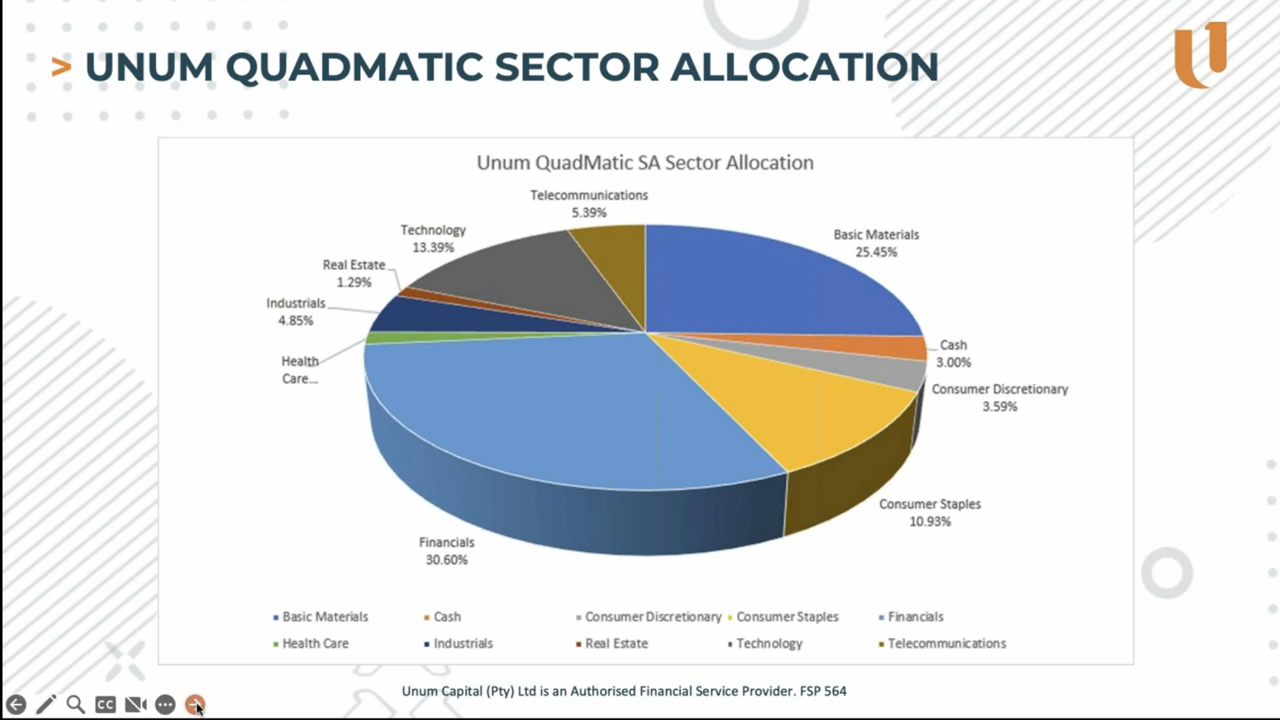 > UNUM QUADMATIC SECTOR ALLOCATION
Unum QuadMatic SA Sector Allocation
Telecommunications
5.39%
Technology
13.39%
Basic Materials
25.45%
Real Estate
1.29%
Industrials
4.85%
Cash
3.00%
Health
Care...
Consumer Discretionary
3.59%
Consumer Staples
10.93%
Financials
30.60%
Basic Materials
Cash
Consumer Discretionary
Consumer Staples
Financials
Health Care
Industrials
Real Estate
Technology
Telecommunications
Unum Capital (Pty) Ltd is an Authorised Financial Service Provider. FSP 564
CC